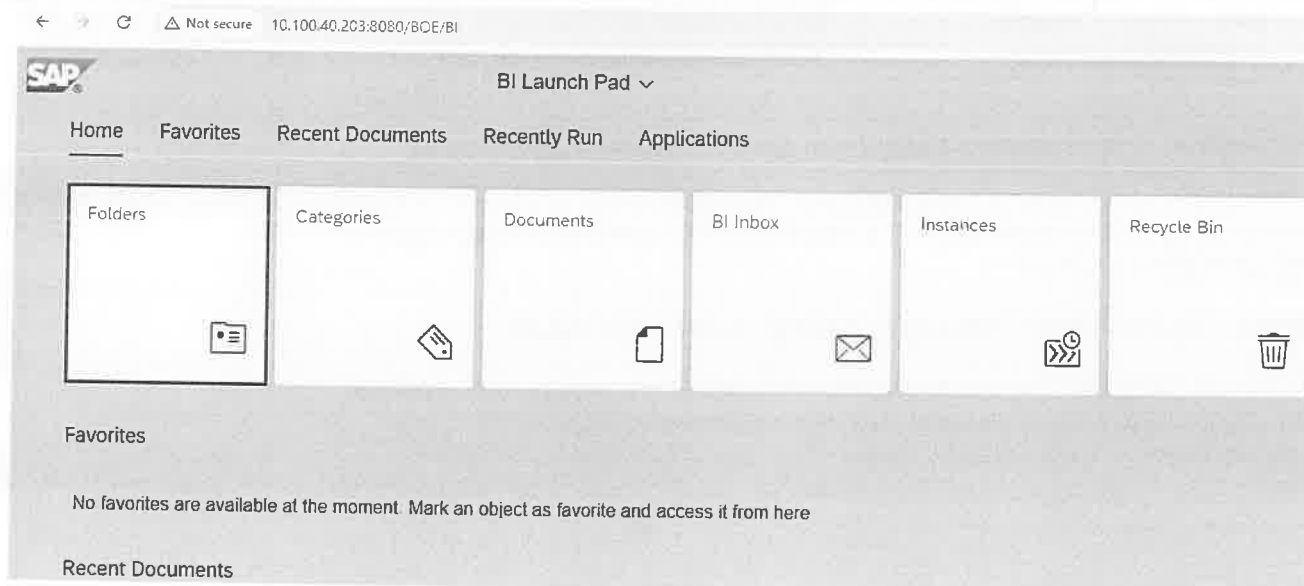 Not secure 10.100.40.203:8080/BOE/BI
SAP
BI Launch Pad
Home Favorites Recent Documents Recently Run Applications
Folders Categories Documents BI Inbox Instances Recycle Bin
Favorites
No favorites are available at the moment. Mark an object as favorite and access it from here
Recent Documents